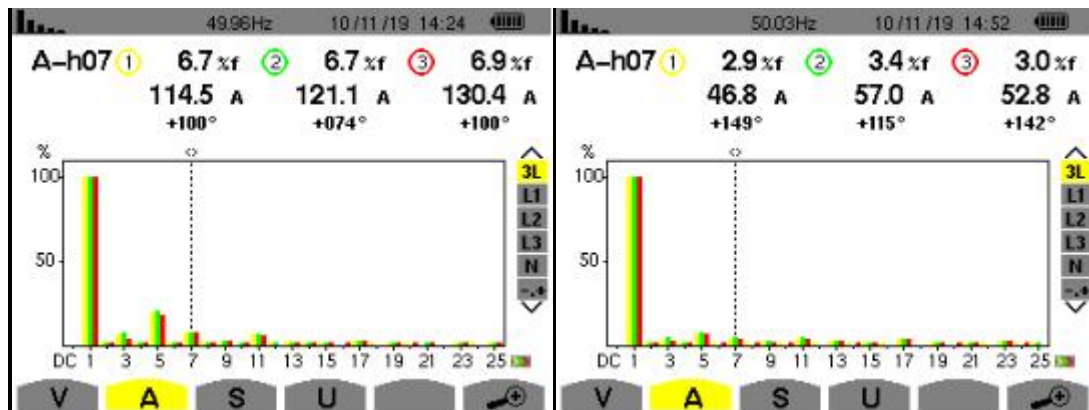 49.96Hz 10/11/19 14:24
A-h07 1 6.7 %f 2 6.7 %f 3 6.9 %f
114.5 A 121.1 A 130.4 A
+100° +074° +100°
%
100
50
DC 1 3 5 7 9 11 13 15 17 19 21 23 25
3L
L1
L2
L3
N
-.+
V A S U
50.03Hz 10/11/19 14:52
A-h07 1 2.9 %f 2 3.4 %f 3 3.0 %f
46.8 A 57.0 A 52.8 A
+149° +115° +142°
%
100
50
DC 1 3 5 7 9 11 13 15 17 19 21 23 25
3L
L1
L2
L3
N
-.+
V A S U